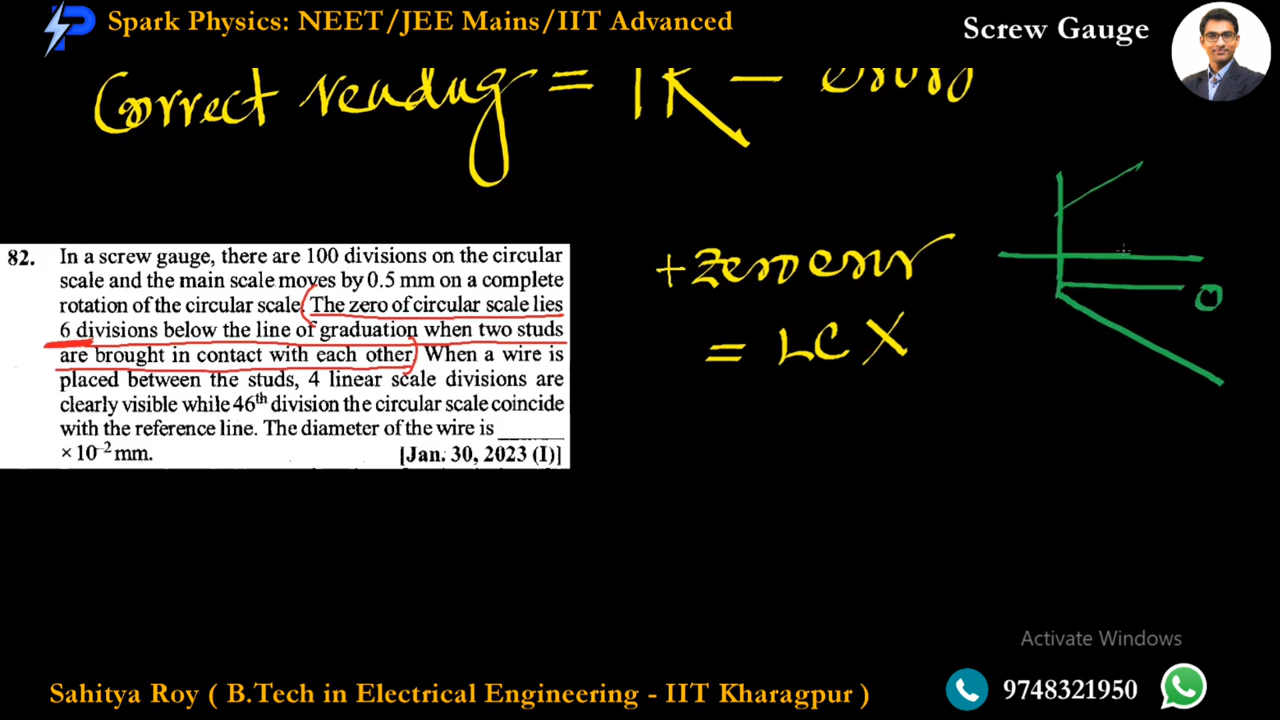 Spark Physics: NEET/JEE Mains/IIT Advanced
Screw Gauge
Correct reading = TR - error
82. In a screw gauge, there are 100 divisions on the circular
scale and the main scale moves by 0.5 mm on a complete
rotation of the circular scale. The zero of circular scale lies
6 divisions below the line of graduation when two studs
are brought in contact with each other. When a wire is
placed between the studs, 4 linear scale divisions are
clearly visible while 46th division the circular scale coincide
with the reference line. The diameter of the wire is ______
× 10⁻² mm. [Jan. 30, 2023 (I)]
+zero error
= LC X
0
Activate Windows
Sahitya Roy ( B.Tech in Electrical Engineering - IIT Kharagpur )
9748321950